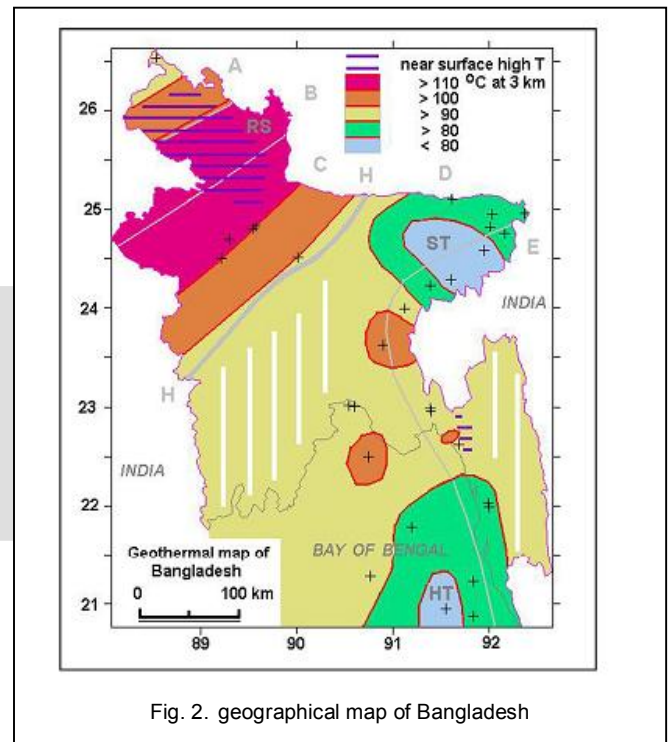 near surface high T
> 110 °C at 3 km
> 100
> 90
> 80
< 80
A
B
RS
C
H
D
ST
E
INDIA
H
INDIA
BAY OF BENGAL
HT
Geothermal map of
Bangladesh
0 100 km
26
25
24
23
22
21
89 90 91 92
Fig. 2. geographical map of Bangladesh